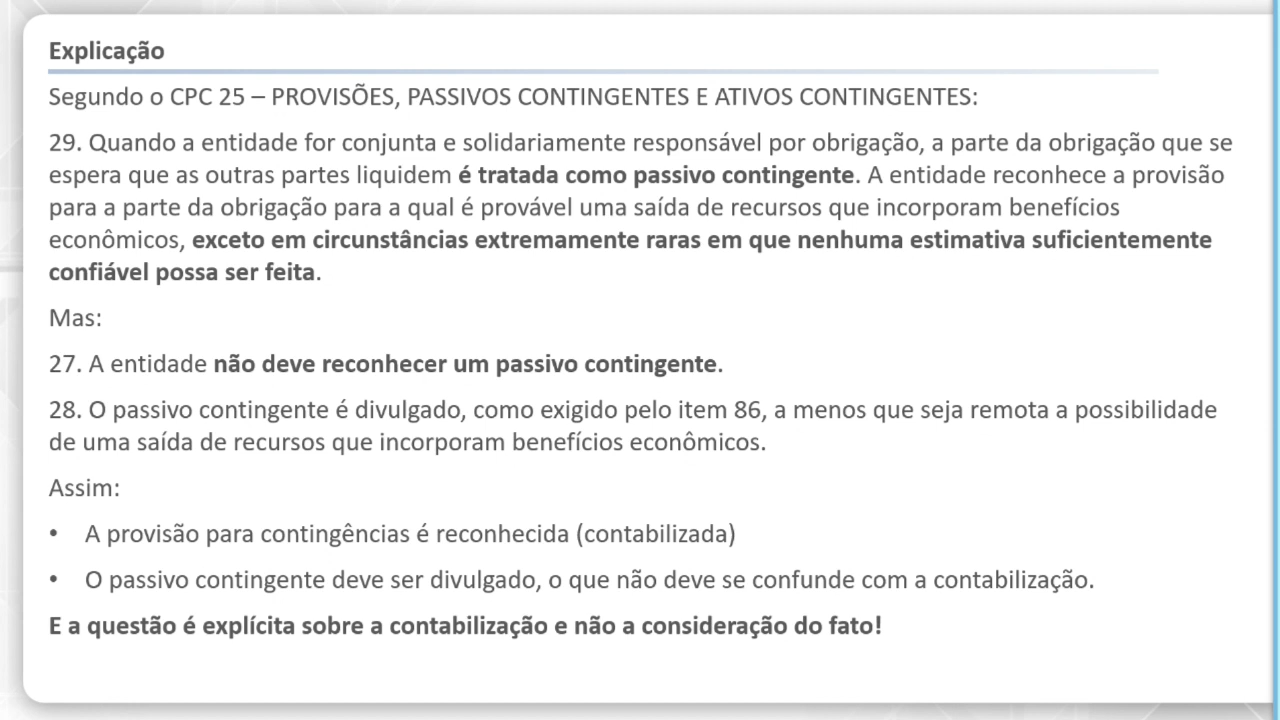 Explicação
Segundo o CPC 25 – PROVISÕES, PASSIVOS CONTINGENTES E ATIVOS CONTINGENTES:
29. Quando a entidade for conjunta e solidariamente responsável por obrigação, a parte da obrigação que se
espera que as outras partes liquidem é tratada como passivo contingente. A entidade reconhece a provisão
para a parte da obrigação para a qual é provável uma saída de recursos que incorporam benefícios
econômicos, exceto em circunstâncias extremamente raras em que nenhuma estimativa suficientemente
confiável possa ser feita.
Mas:
27. A entidade não deve reconhecer um passivo contingente.
28. O passivo contingente é divulgado, como exigido pelo item 86, a menos que seja remota a possibilidade
de uma saída de recursos que incorporam benefícios econômicos.
Assim:
• A provisão para contingências é reconhecida (contabilizada)
• O passivo contingente deve ser divulgado, o que não deve se confunde com a contabilização.
E a questão é explícita sobre a contabilização e não a consideração do fato!